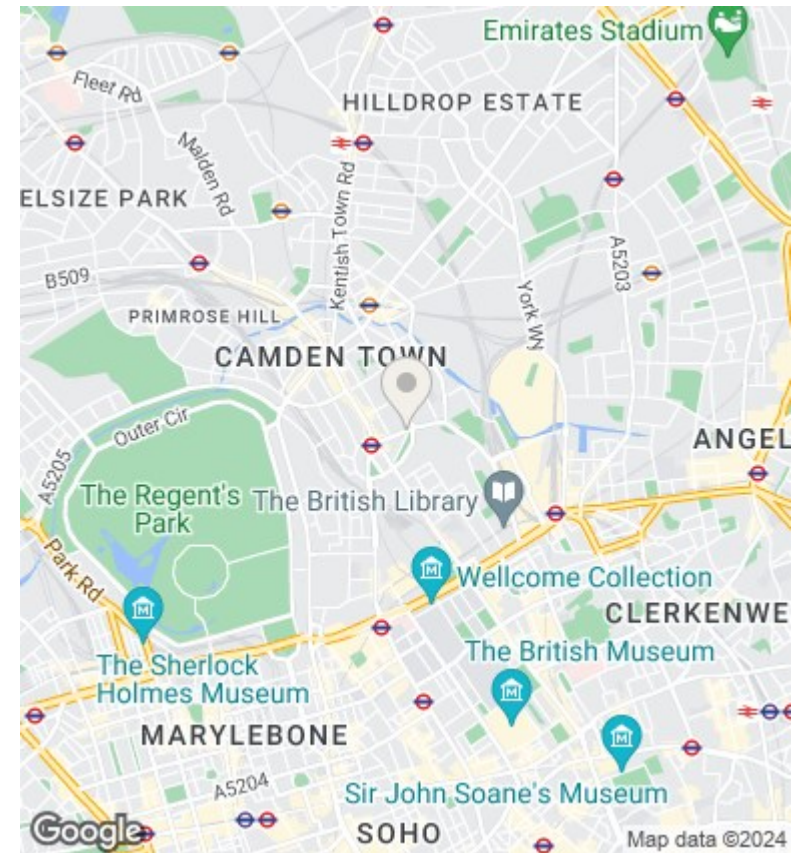 Emirates Stadium
Fleet Rd
HILLDROP ESTATE
Malden Rd
ELSIZE PARK
Kentish Town Rd
A5203
B509
York Wy
PRIMROSE HILL
CAMDEN TOWN
Outer Cir
ANGEL
A5205
The Regent's
Park
The British Library
Park Rd
Wellcome Collection
CLERKENWE
The Sherlock
Holmes Museum
The British Museum
MARYLEBONE
A5204
Sir John Soane's Museum
Google
SOHO
Map data ©2024